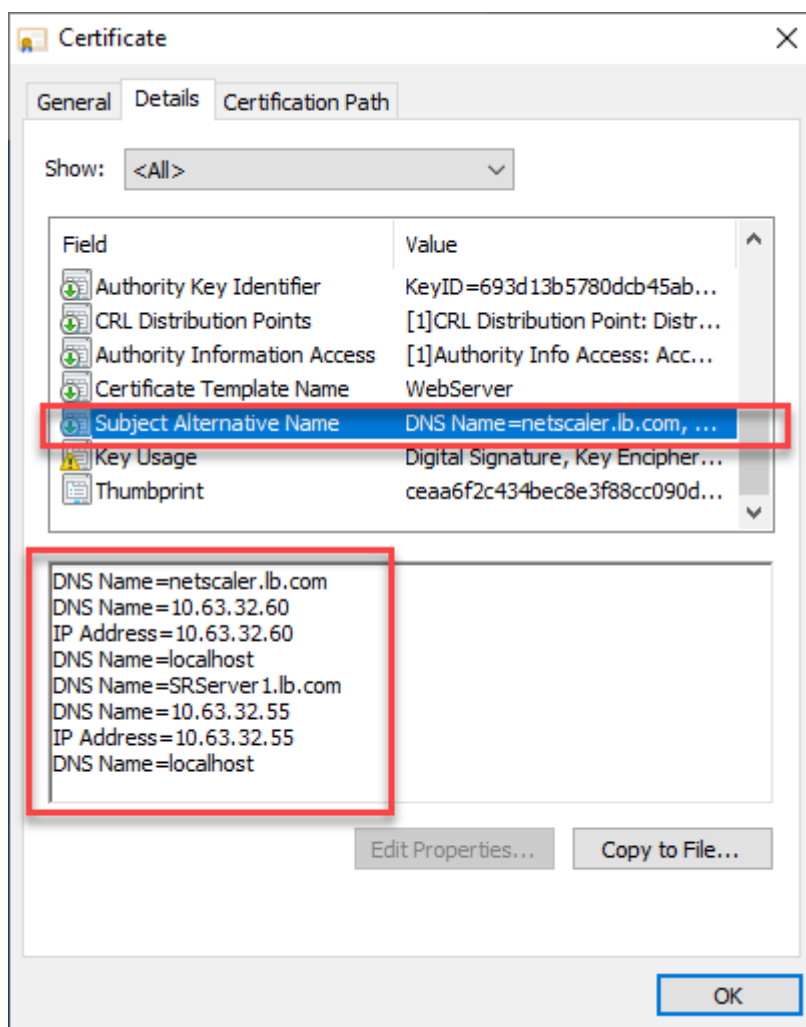 Certificate
General Details Certification Path
Show: <All>
Field Value
Authority Key Identifier KeyID=693d13b5780dcb45ab...
CRL Distribution Points [1]CRL Distribution Point: Distr...
Authority Information Access [1]Authority Info Access: Acc...
Certificate Template Name WebServer
Subject Alternative Name DNS Name=netscaler.lb.com, ...
Key Usage Digital Signature, Key Encipher...
Thumbprint ceaa6f2c434bec8e3f88cc090d...
DNS Name=netscaler.lb.com
DNS Name=10.63.32.60
IP Address=10.63.32.60
DNS Name=localhost
DNS Name=SRServer1.lb.com
DNS Name=10.63.32.55
IP Address=10.63.32.55
DNS Name=localhost
Edit Properties... Copy to File...
OK